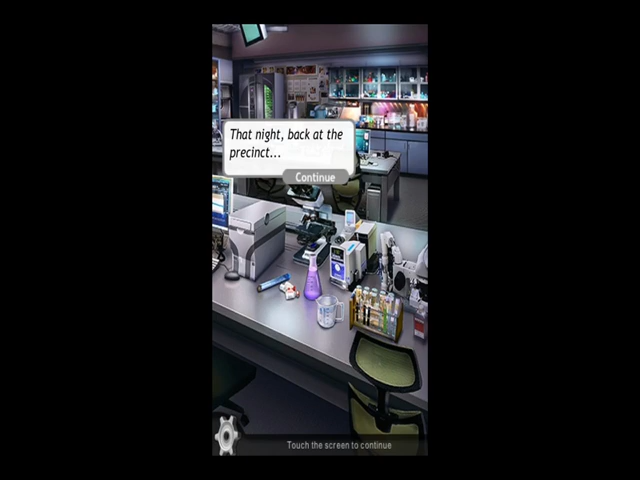 That night, back at the
precinct...
Continue
Touch the screen to continue